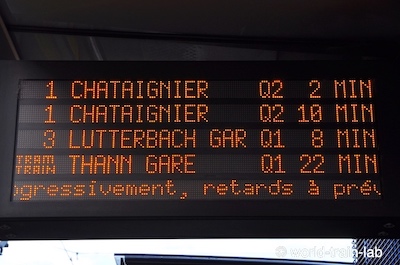 1 CHATAIGNIER Q2 2 MIN
1 CHATAIGNIER Q2 10 MIN
3 LUTTERBACH GAR Q1 8 MIN
TRAM TRAIN THANN GARE Q1 22 MIN
ogressivement, retards à prév
© world-train-lab